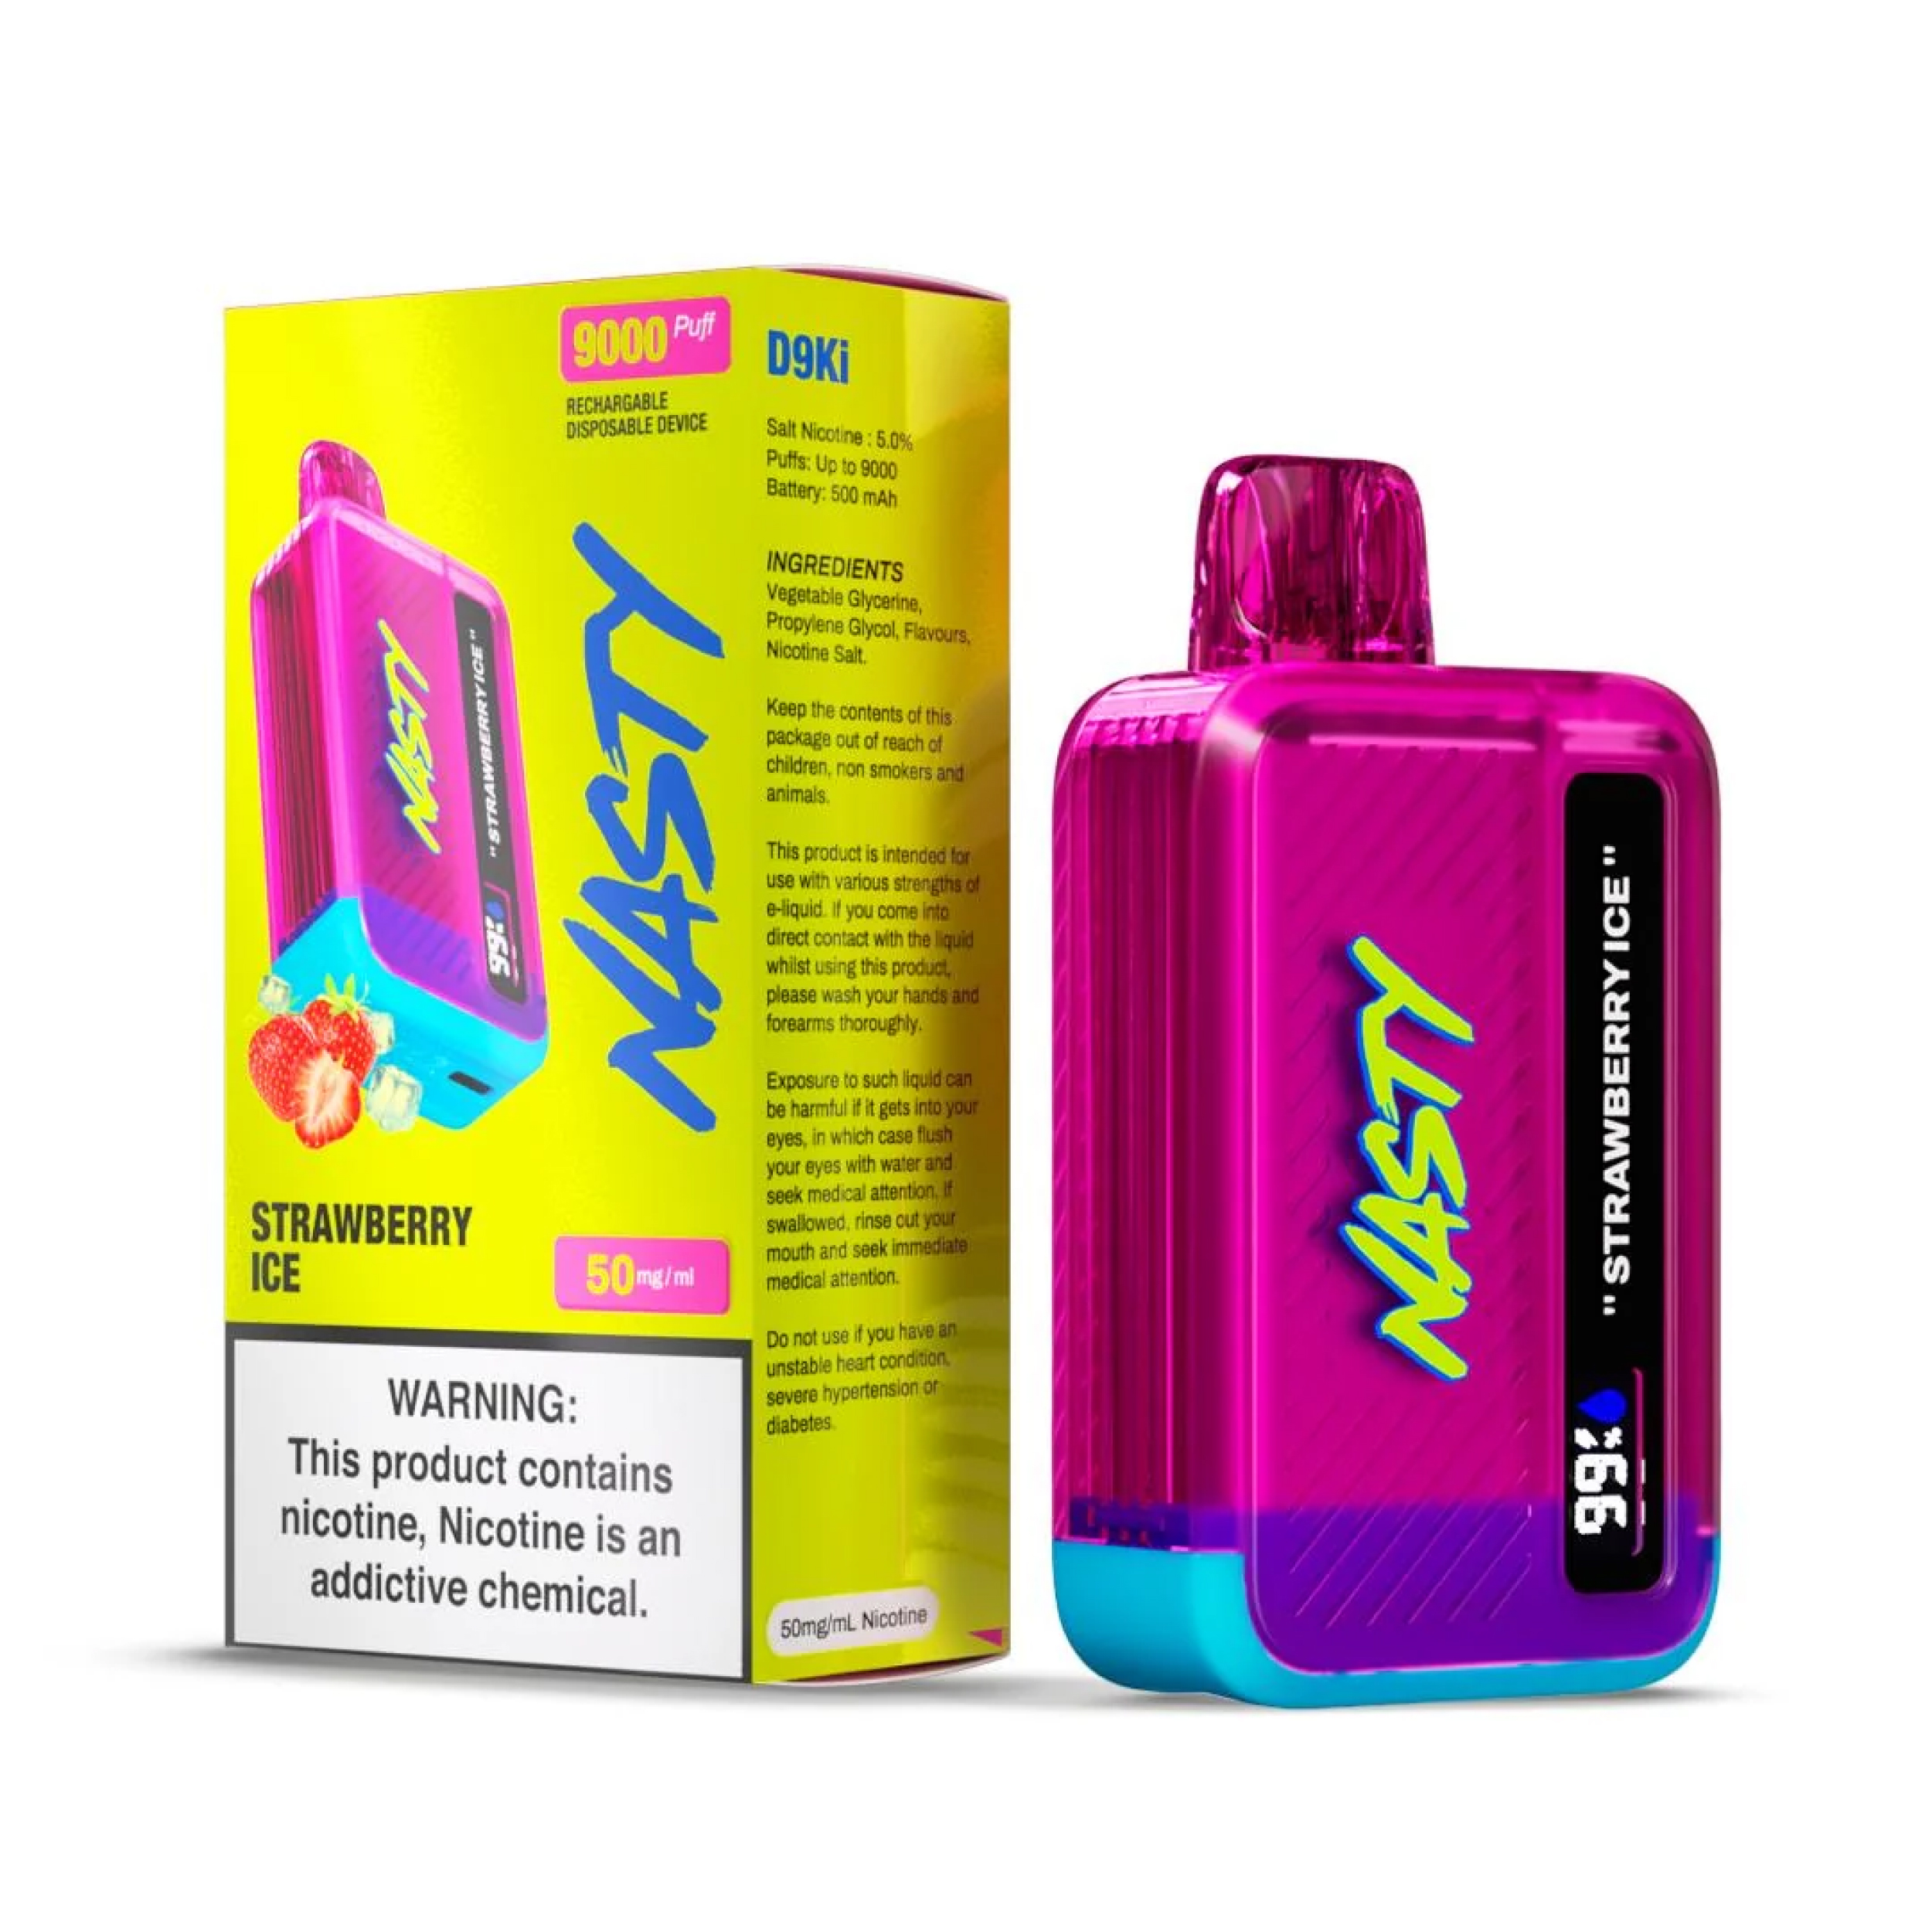 9000 Puff
RECHARGABLE
DISPOSABLE DEVICE
NASTY
NASTY
"STRAWBERRY ICE"
99%
STRAWBERRY
ICE
50mg/ml
WARNING:
This product contains
nicotine, Nicotine is an
addictive chemical.
D9Ki
Salt Nicotine : 5.0%
Puffs: Up to 9000
Battery: 500 mAh
INGREDIENTS
Vegetable Glycerine,
Propylene Glycol, Flavours,
Nicotine Salt.
Keep the contents of this
package out of reach of
children, non smokers and
animals.
This product is intended for
use with various strengths of
e-liquid. If you come into
direct contact with the liquid
whilst using this product,
please wash your hands and
forearms thoroughly.
Exposure to such liquid can
be harmful if it gets into your
eyes, in which case flush
your eyes with water and
seek medical attention. If
swallowed, rinse out your
mouth and seek immediate
medical attention.
Do not use if you have an
unstable heart condition,
severe hypertension or
diabetes.
50mg/mL Nicotine
NASTY
"STRAWBERRY ICE"
99%